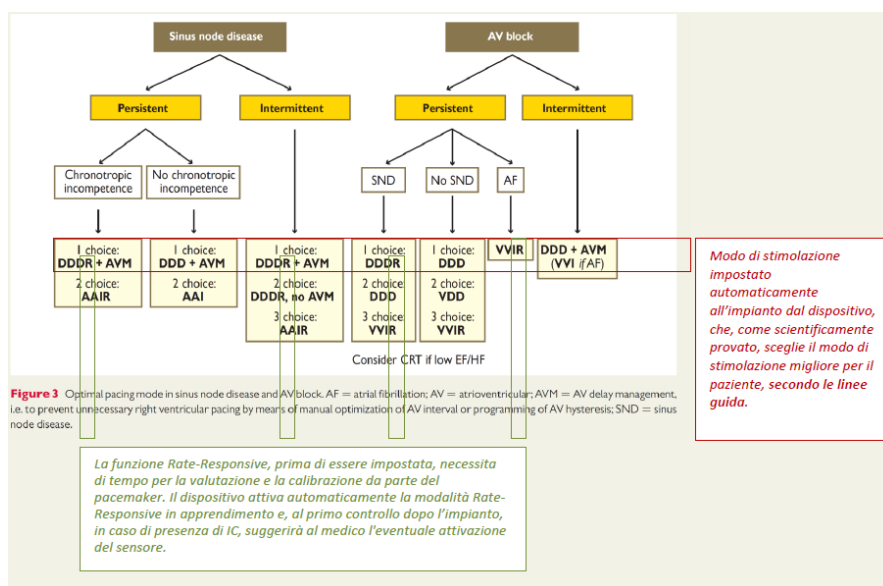 Sinus node disease
AV block
Persistent
Intermittent
Persistent
Intermittent
Chronotropic
incompetence
No chronotropic
incompetence
SND
No SND
AF
1 choice:
DDDR + AVM
2 choice:
AAIR
1 choice:
DDD + AVM
2 choice:
AAI
1 choice:
DDDR + AVM
2 choice:
DDDR, no AVM
3 choice:
AAIR
1 choice:
DDDR
2 choice:
DDD
3 choice:
VVIR
1 choice:
DDD
2 choice:
VDD
3 choice:
VVIR
VVIR
DDD + AVM
(VVI if AF)
Consider CRT if low EF/HF
Figure 3 Optimal pacing mode in sinus node disease and AV block. AF = atrial fibrillation; AV = atrioventricular; AVM = AV delay management,
i.e. to prevent unnecessary right ventricular pacing by means of manual optimization of AV interval or programming of AV hysteresis; SND = sinus
node disease.
Modo di stimolazione
impostato
automaticamente
all'impianto dal dispositivo,
che, come scientificamente
provato, sceglie il modo di
stimolazione migliore per il
paziente, secondo le linee
guida.
La funzione Rate-Responsive, prima di essere impostata, necessita
di tempo per la valutazione e la calibrazione da parte del
pacemaker. Il dispositivo attiva automaticamente la modalità Rate-
Responsive in apprendimento e, al primo controllo dopo l'impianto,
in caso di presenza di IC, suggerirà al medico l'eventuale attivazione
del sensore.